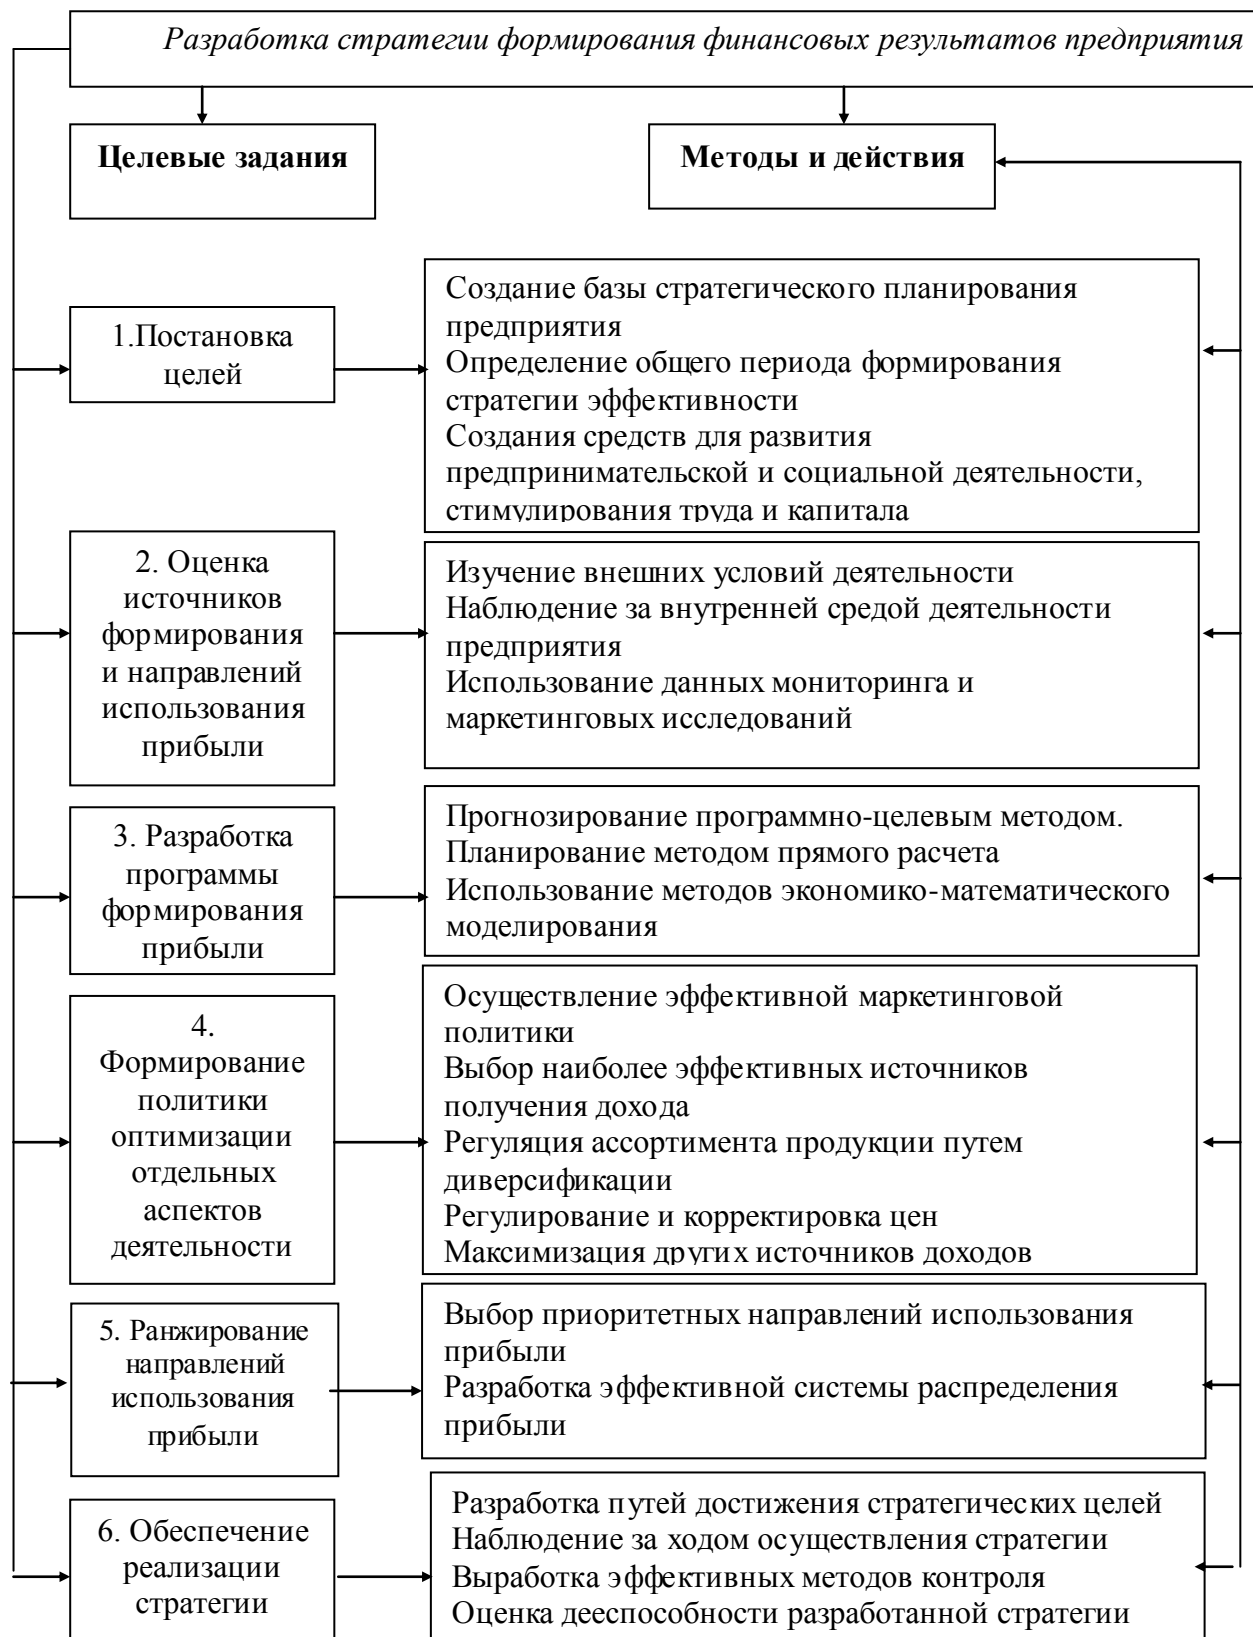 Разработка стратегии формирования финансовых результатов предприятия
Целевые задания
Методы и действия
1.Постановка
целей
Создание базы стратегического планирования
предприятия
Определение общего периода формирования
стратегии эффективности
Создания средств для развития
предпринимательской и социальной деятельности,
стимулирования труда и капитала
2. Оценка
источников
формирования
и направлений
использования
прибыли
Изучение внешних условий деятельности
Наблюдение за внутренней средой деятельности
предприятия
Использование данных мониторинга и
маркетинговых исследований
3. Разработка
программы
формирования
прибыли
Прогнозирование программно-целевым методом.
Планирование методом прямого расчета
Использование методов экономико-математического
моделирования
4.
Формирование
политики
оптимизации
отдельных
аспектов
деятельности
Осуществление эффективной маркетинговой
политики
Выбор наиболее эффективных источников
получения дохода
Регуляция ассортимента продукции путем
диверсификации
Регулирование и корректировка цен
Максимизация других источников доходов
5. Ранжирование
направлений
использования
прибыли
Выбор приоритетных направлений использования
прибыли
Разработка эффективной системы распределения
прибыли
6. Обеспечение
реализации
стратегии
Разработка путей достижения стратегических целей
Наблюдение за ходом осуществления стратегии
Выработка эффективных методов контроля
Оценка дееспособности разработанной стратегии